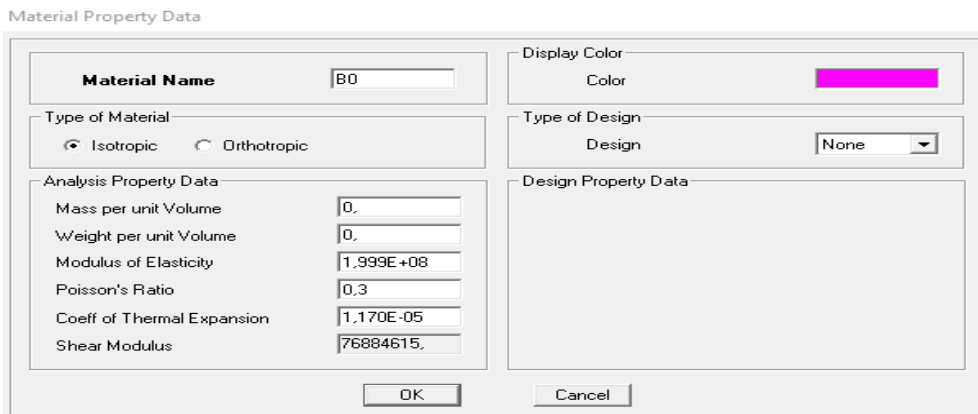 Material Property Data
Material Name B0
Display Color
Color
Type of Material
Isotropic Orthotropic
Type of Design
Design None
Analysis Property Data
Mass per unit Volume 0,
Weight per unit Volume 0,
Modulus of Elasticity 1,999E+08
Poisson's Ratio 0,3
Coeff of Thermal Expansion 1,170E-05
Shear Modulus 76884615,
Design Property Data
OK Cancel